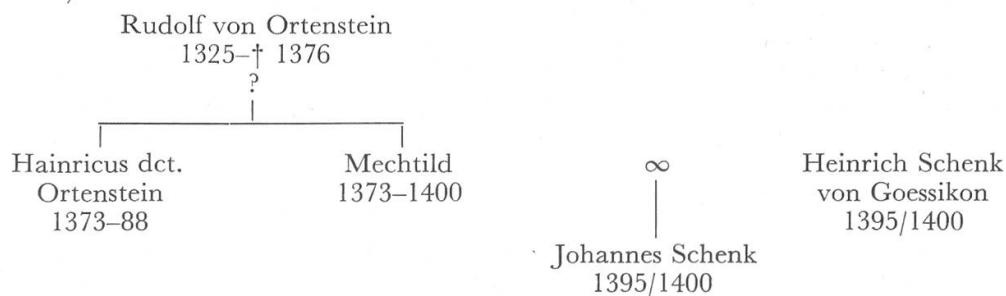 Rudolf von Ortenstein
1325–† 1376
?
Hainricus dct.
Ortenstein
1373–88
Mechtild
1373–1400
∞
Heinrich Schenk
von Goessikon
1395/1400
Johannes Schenk
1395/1400